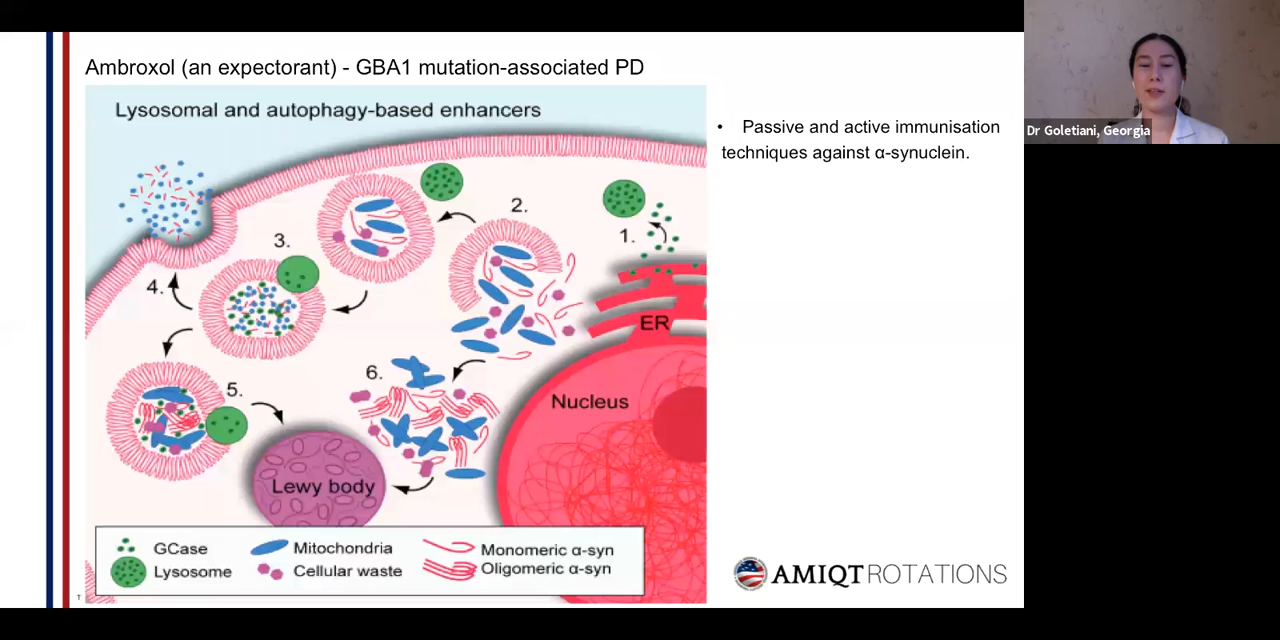 Ambroxol (an expectorant) - GBA1 mutation-associated PD
Lysosomal and autophagy-based enhancers
• Passive and active immunisation
techniques against α-synuclein.
Dr Goletiani, Georgia
2.
1.
3.
4.
ER
5.
6.
Nucleus
Lewy body
GCase
Mitochondria
Monomeric α-syn
Lysosome
Cellular waste
Oligomeric α-syn
AMIQT ROTATIONS
T